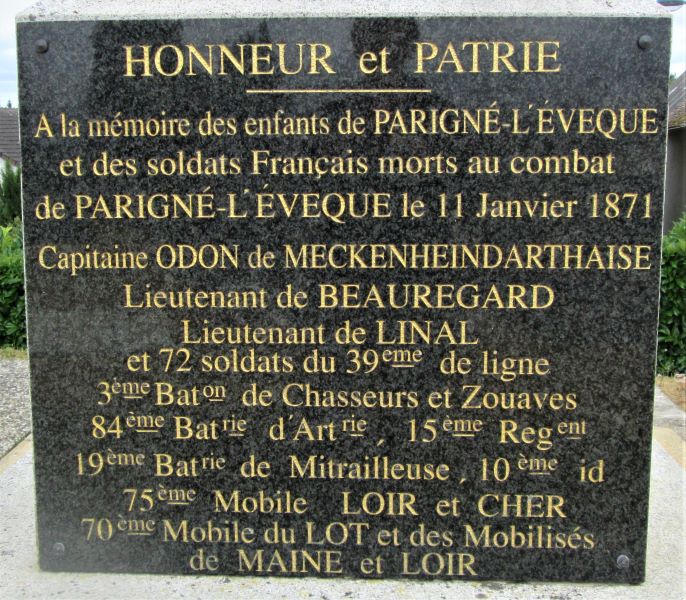 HONNEUR et PATRIE
A la mémoire des enfants de PARIGNÉ-L'ÉVEQUE
et des soldats Français morts au combat
de PARIGNÉ-L'ÉVEQUE le 11 Janvier 1871
Capitaine ODON de MECKENHEINDARTHAISE
Lieutenant de BEAUREGARD
Lieutenant de LINAL
et 72 soldats du 39eme de ligne
3ème Baton de Chasseurs et Zouaves
84ème Batrie d'Artrie, 15ème Regent
19ème Batrie de Mitrailleuse, 10ème id
75ème Mobile LOIR et CHER
70ème Mobile du LOT et des Mobilisés
de MAINE et LOIR